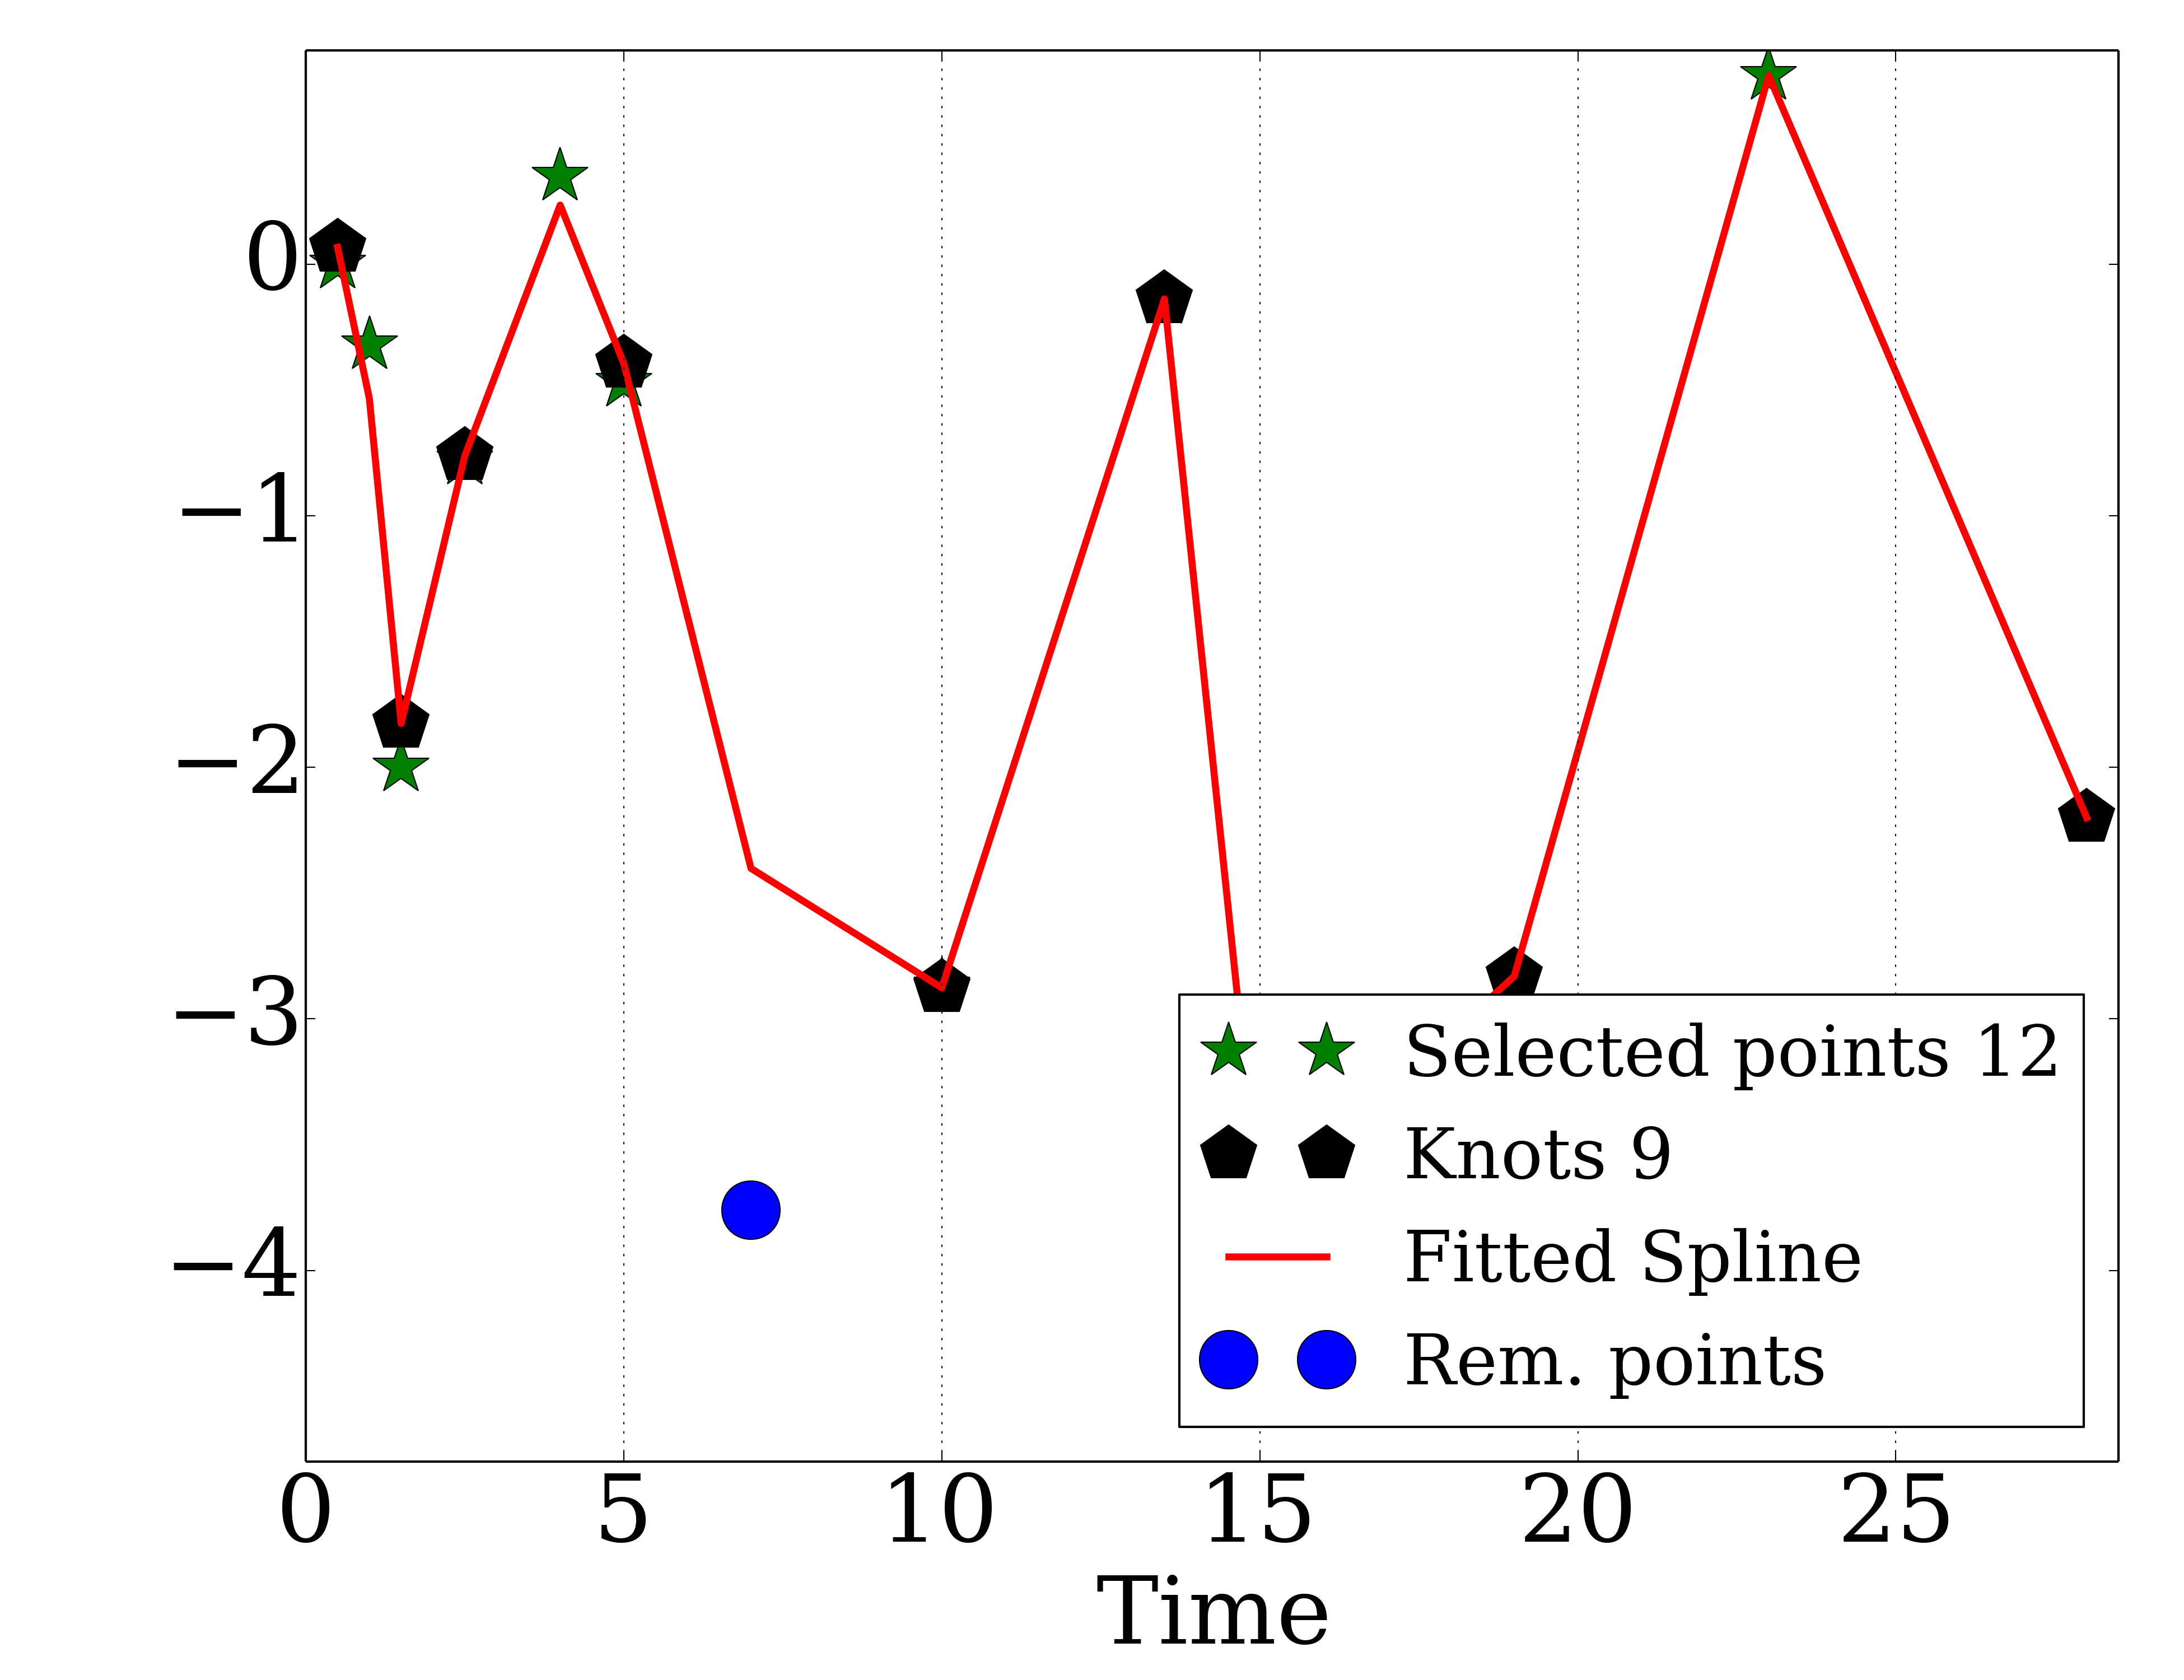 0
−1
−2
−3
−4
Selected points 12
Knots 9
Fitted Spline
Rem. points
0 5 10 15 20 25
Time